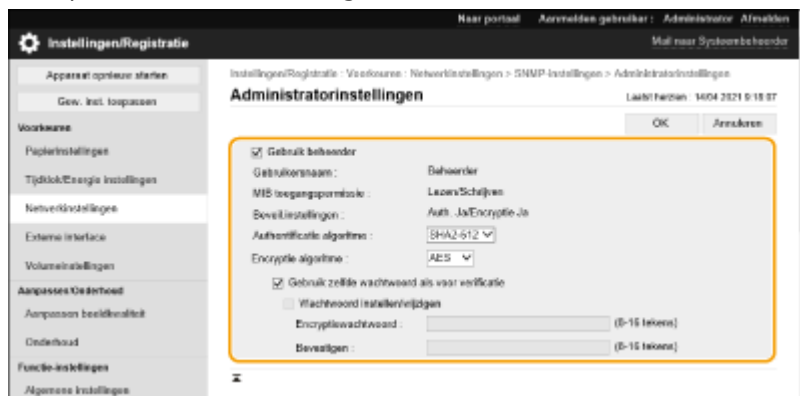 Naar portaal Aanmelden gebruiker : Administrator Afmelden
Instellingen/Registratie
Mail naar Systeembeheerder
Apparaat opnieuw starten
Gew. inst. toepassen
Voorkeuren
Papierinstellingen
Tijdklok/Energie instellingen
Netwerkinstellingen
Externe interface
Volumeinstellingen
Aanpassen/Onderhoud
Aanpassen beeldkwaliteit
Onderhoud
Functie-instellingen
Algemene instellingen
Instellingen/Registratie : Voorkeuren : Netwerkinstellingen > SNMP-instellingen > Administratorinstellingen
Administratorinstellingen
Laatst herzien : 14/04 2021 9:18:07
OK Annuleren
Gebruik beheerder
Gebruikersnaam : Beheerder
MIB toegangspermissie : Lezen/Schrijven
Beveil.instellingen : Auth. Ja/Encryptie Ja
Authentificatie algoritme : SHA2-512
Encryptie algoritme : AES
Gebruik zelfde wachtwoord als voor verificatie
Wachtwoord instellen/wijzigen
Encryptiewachtwoord : (6-16 tekens)
Bevestigen : (6-16 tekens)